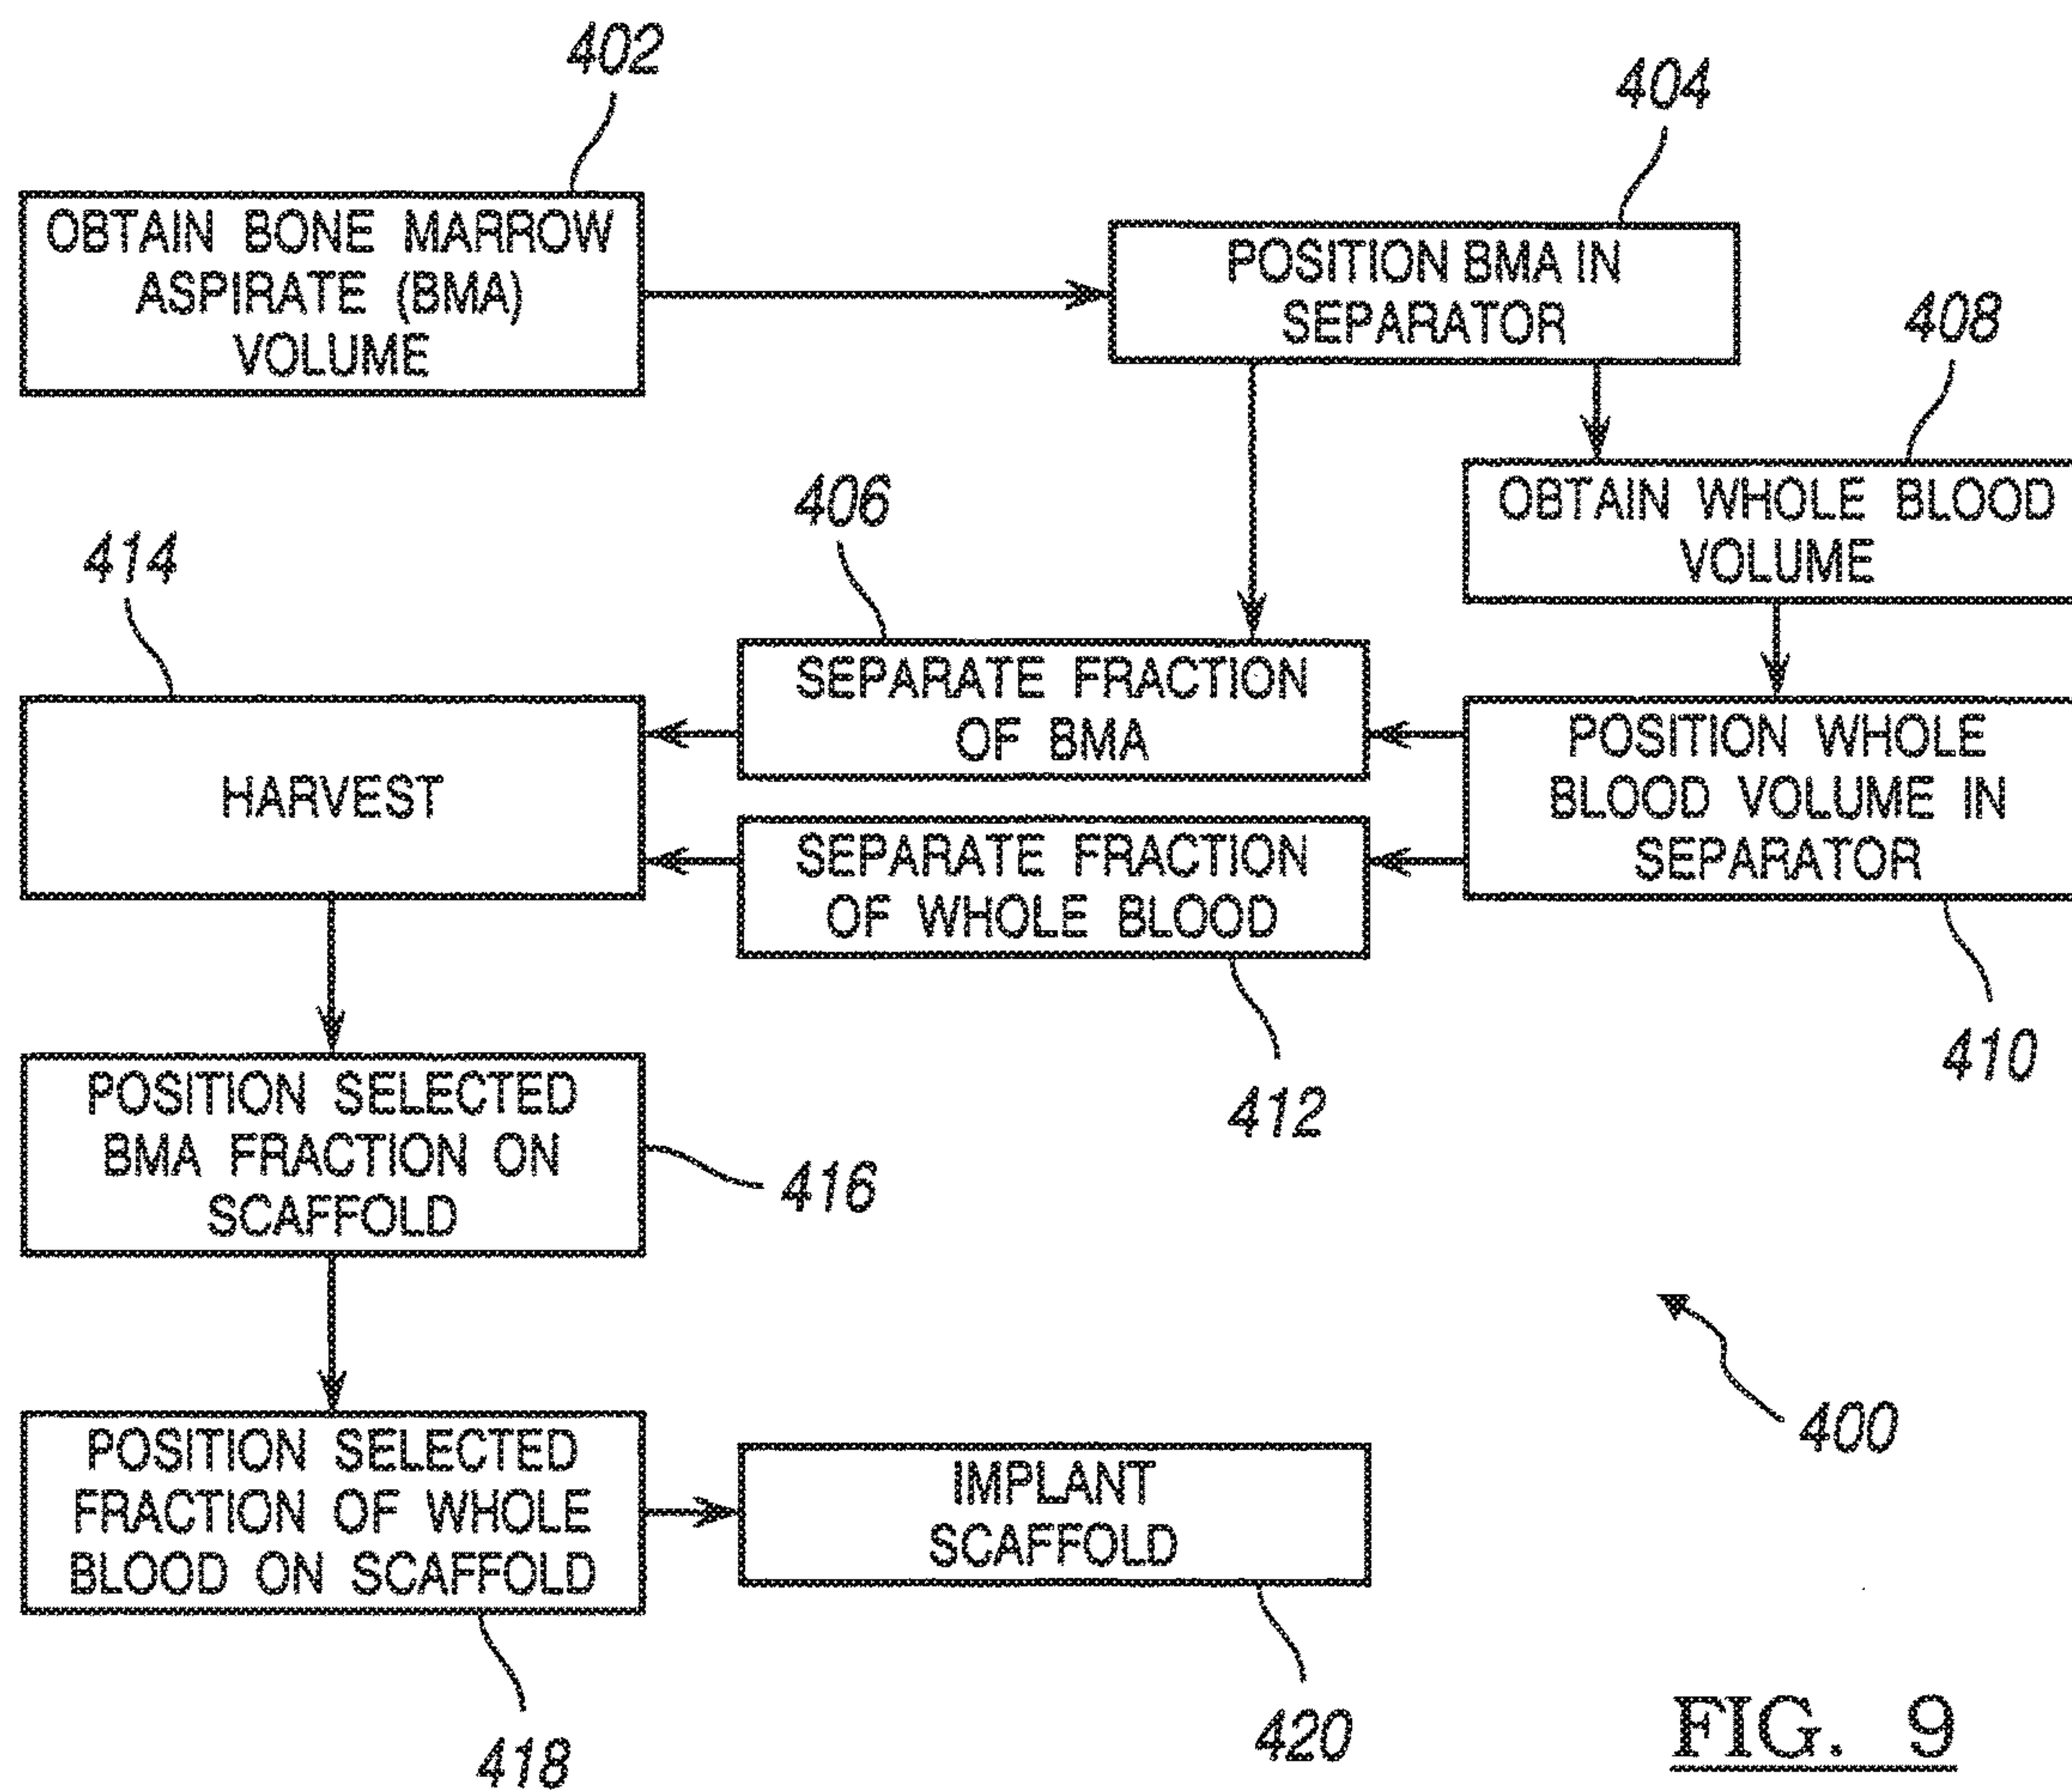 402
404
OBTAIN BONE MARROW
ASPIRATE (BMA)
VOLUME
POSITION BMA IN
SEPARATOR
408
406
OBTAIN WHOLE BLOOD
VOLUME
414
SEPARATE FRACTION
OF BMA
HARVEST
POSITION WHOLE
BLOOD VOLUME IN
SEPARATOR
SEPARATE FRACTION
OF WHOLE BLOOD
410
412
POSITION SELECTED
BMA FRACTION ON
SCAFFOLD
416
400
POSITION SELECTED
FRACTION OF WHOLE
BLOOD ON SCAFFOLD
IMPLANT
SCAFFOLD
418
420
FIG. 9